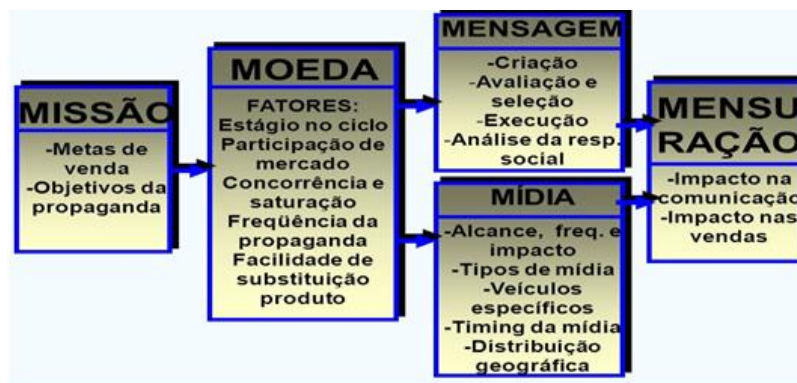 MISSÃO
-Metas de
venda
-Objetivos da
propaganda
MOEDA
FATORES:
Estágio no ciclo
Participação de
mercado
Concorrência e
saturação
Freqüência da
propaganda
Facilidade de
substituição
produto
MENSAGEM
-Criação
-Avaliação e
seleção
-Execução
-Análise da resp.
social
MÍDIA
-Alcance, freq. e
impacto
-Tipos de mídia
-Veículos
específicos
-Timing da mídia
-Distribuição
geográfica
MENSU
RAÇÃO
-Impacto na
comunicação
-Impacto nas
vendas